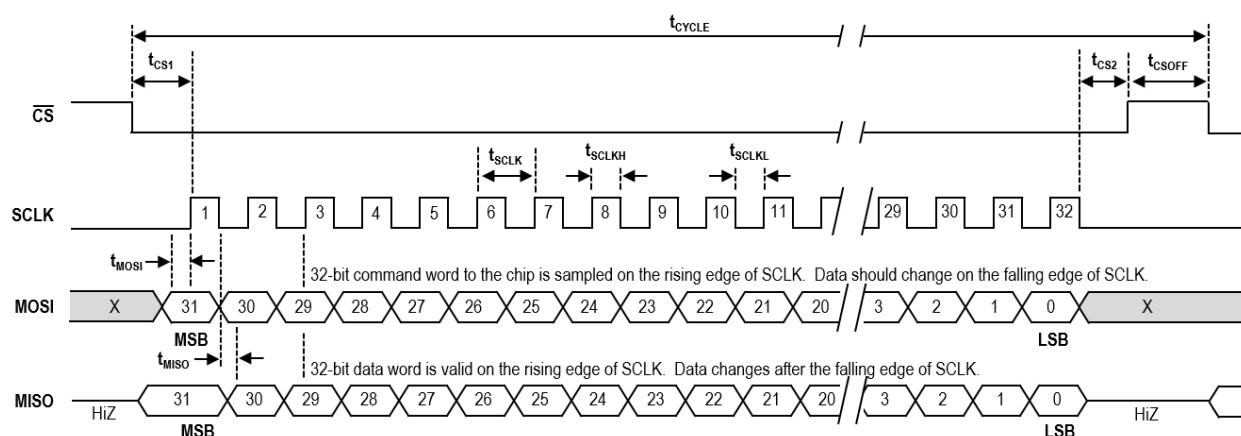 tCYCLE
tCS1 tCS2 tCSOFF
CS
tSCLK tSCLKH tSCLKL
SCLK 1 2 3 4 5 6 7 8 9 10 11 29 30 31 32
tMOSI
32-bit command word to the chip is sampled on the rising edge of SCLK. Data should change on the falling edge of SCLK.
MOSI X 31 30 29 28 27 26 25 24 23 22 21 20 3 2 1 0 X
MSB LSB
tMISO
32-bit data word is valid on the rising edge of SCLK. Data changes after the falling edge of SCLK.
MISO HiZ 31 30 29 28 27 26 25 24 23 22 21 20 3 2 1 0 HiZ
MSB LSB